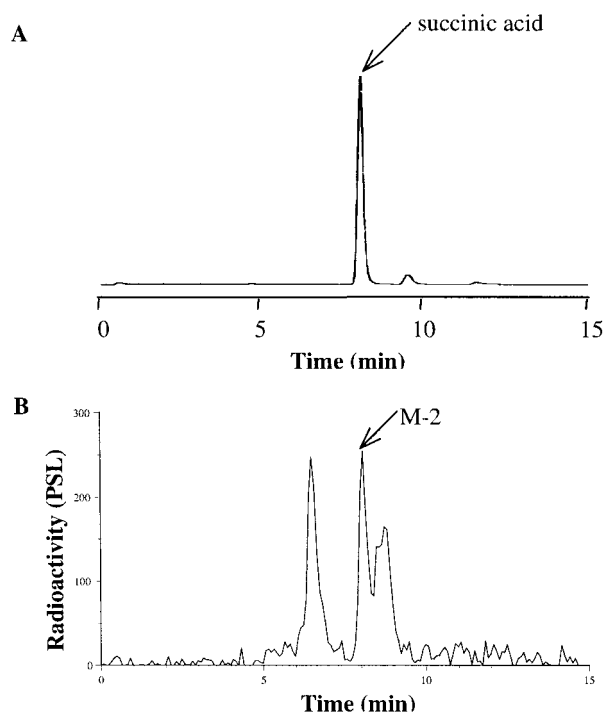 A
succinic acid
0 5 10 15
Time (min)
B
M-2
Radioactivity (PSL)
300
200
100
0
0 5 10 15
Time (min)